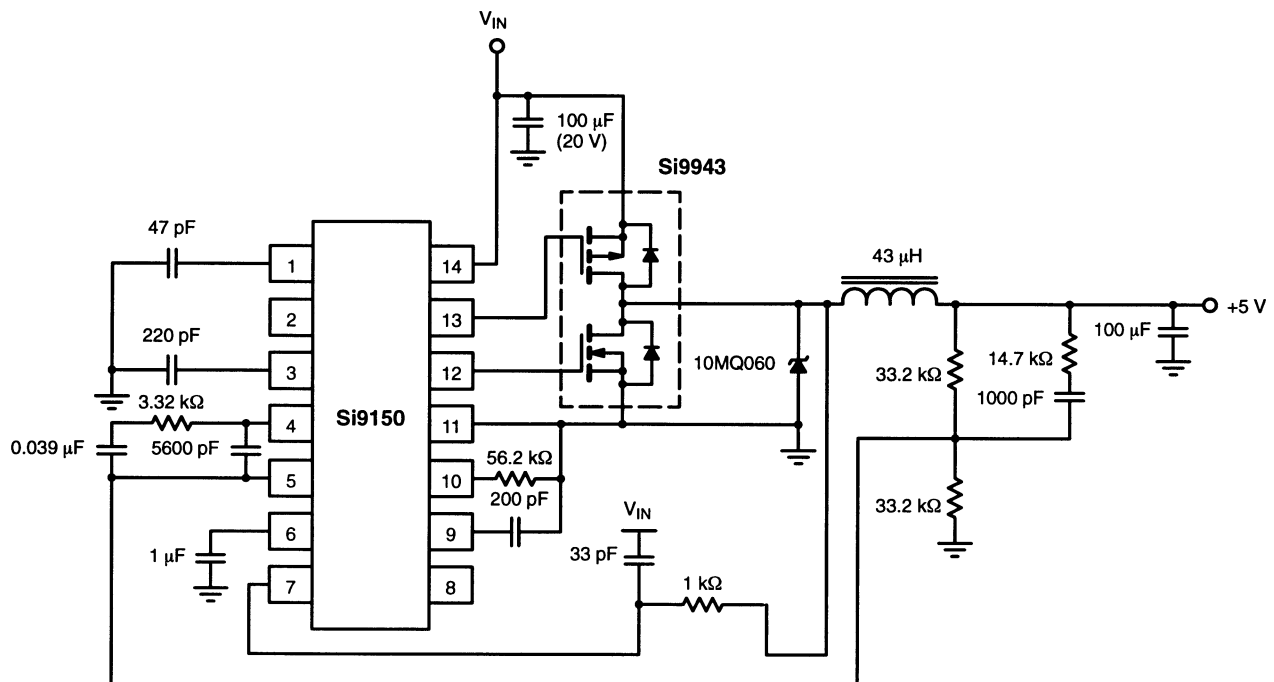 V_IN
100 µF
(20 V)
Si9943
47 pF
1
14
43 µH
2
13
+5 V
220 pF
100 µF
14.7 kΩ
10MQ060
33.2 kΩ
3
12
1000 pF
3.32 kΩ
Si9150
4
11
0.039 µF
5600 pF
56.2 kΩ
5
10
200 pF
33.2 kΩ
V_IN
6
9
1 µF
33 pF
7
8
1 kΩ